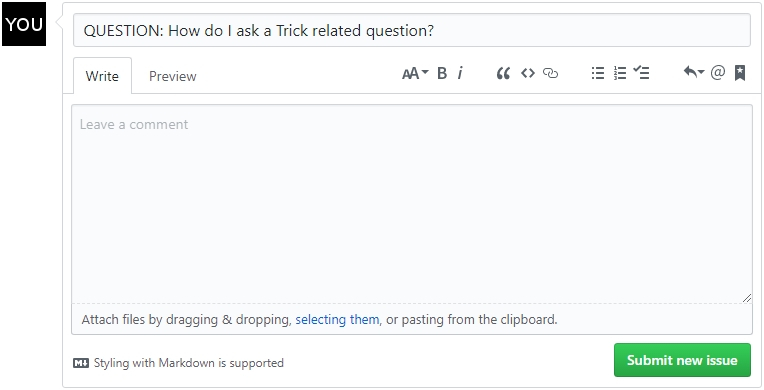 YOU
QUESTION: How do I ask a Trick related question?
Write Preview AA B i @
Leave a comment
Attach files by dragging & dropping, selecting them, or pasting from the clipboard.
M Styling with Markdown is supported
Submit new issue